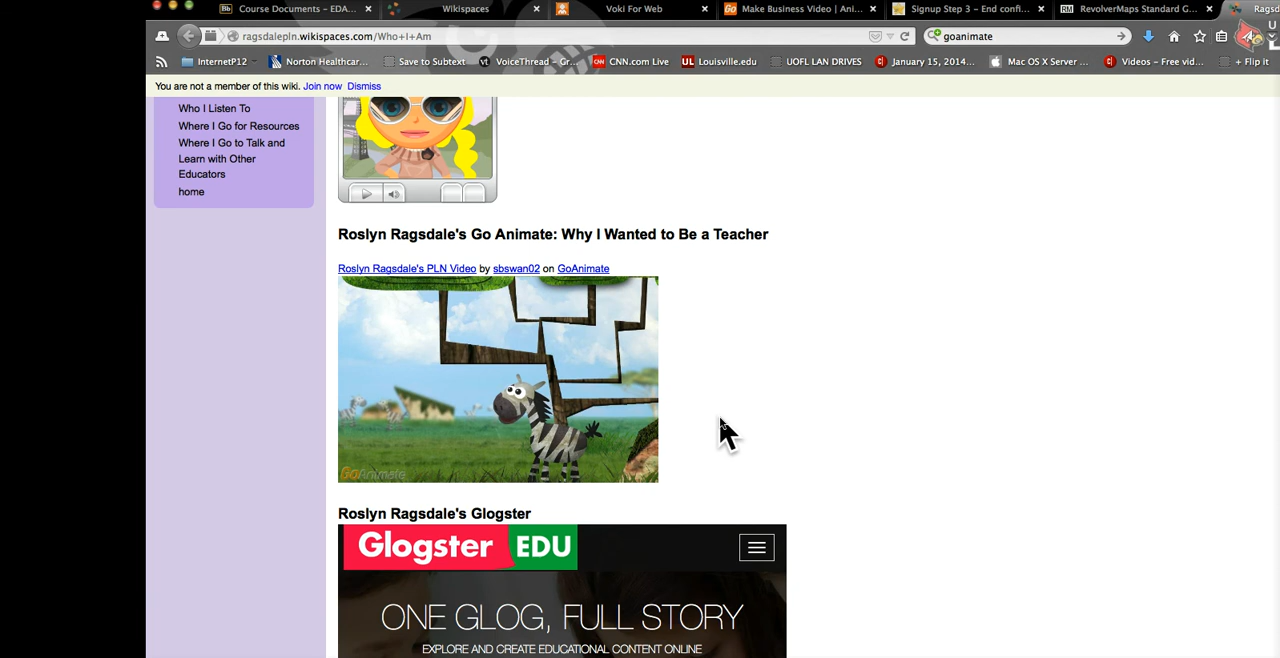 Course Documents – EDA...
Wikispaces
Voki For Web
Make Business Video | Ani...
Signup Step 3 – End confi...
RevolverMaps Standard G...
Ragsd
ragsdalepln.wikispaces.com/Who+I+Am
goanimate
InternetP12
Norton Healthcar...
Save to Subtext
VoiceThread – Gr...
CNN.com Live
Louisville.edu
UOFL LAN DRIVES
January 15, 2014...
Mac OS X Server ...
Videos – Free vid...
+ Flip it
You are not a member of this wiki. Join now Dismiss
Who I Listen To
Where I Go for Resources
Where I Go to Talk and
Learn with Other
Educators
home
Roslyn Ragsdale's Go Animate: Why I Wanted to Be a Teacher
Roslyn Ragsdale's PLN Video by sbswan02 on GoAnimate
GoAnimate
Roslyn Ragsdale's Glogster
Glogster EDU
ONE GLOG, FULL STORY
EXPLORE AND CREATE EDUCATIONAL CONTENT ONLINE